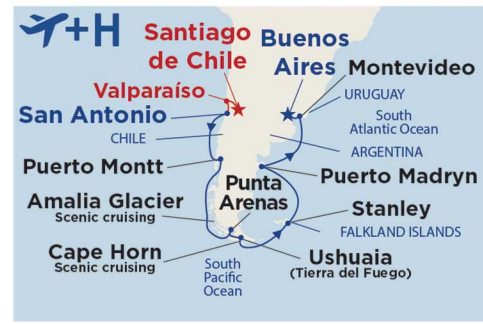 +H
Santiago
de Chile
Buenos
Aires
Valparaíso
Montevideo
San Antonio
URUGUAY
CHILE
South
Atlantic Ocean
ARGENTINA
Puerto Montt
Punta
Arenas
Puerto Madryn
Amalia Glacier
Scenic cruising
Stanley
FALKLAND ISLANDS
Cape Horn
Scenic cruising
South
Pacific
Ocean
Ushuaia
(Tierra del Fuego)